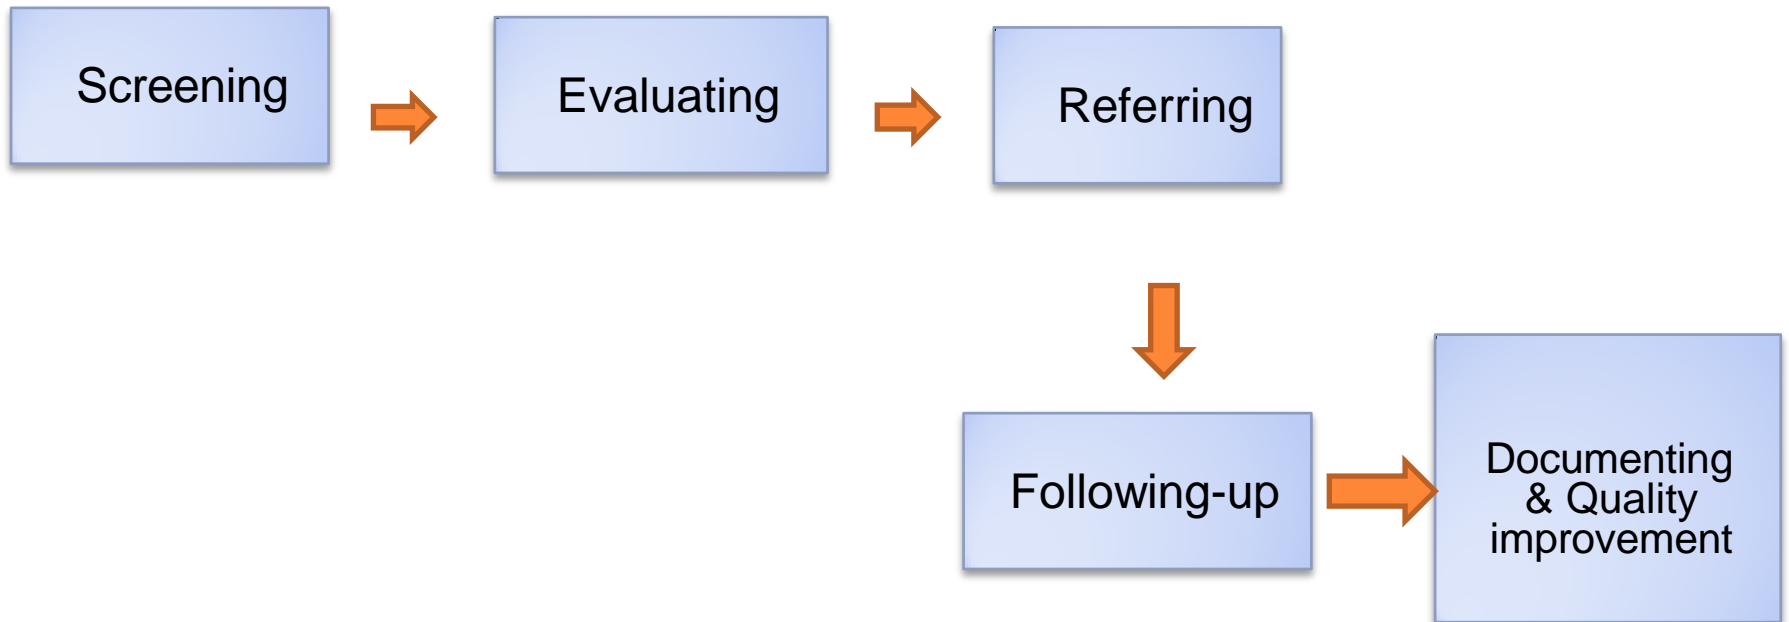 Screening
Evaluating
Referring
Following-up
Documenting
& Quality
improvement